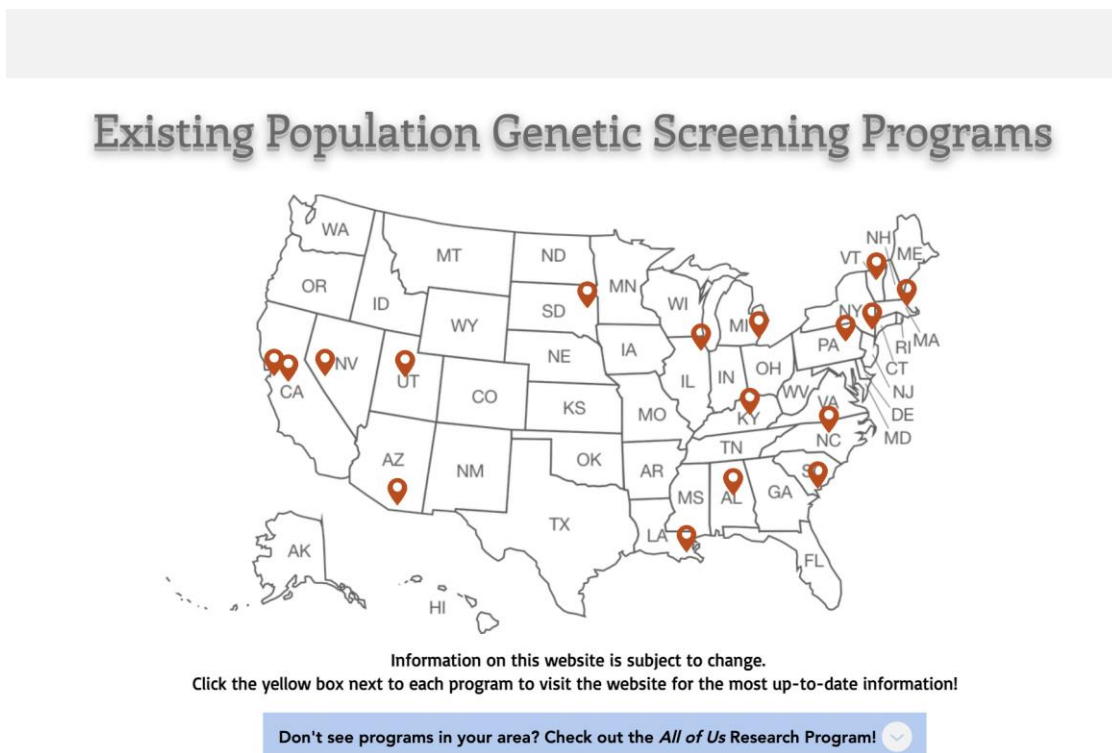 Existing Population Genetic Screening Programs
WA
MT
ND
MN
NH
VT
ME
OR
ID
SD
WI
NY
WY
MI
MA
RI
IA
PA
NE
CT
NV
UT
IL
IN
OH
NJ
CA
CO
WV
VA
DE
KS
MO
KY
MD
NC
TN
AZ
OK
NM
AR
MS
AL
GA
TX
LA
AK
FL
HI
Information on this website is subject to change.
Click the yellow box next to each program to visit the website for the most up-to-date information!
Don't see programs in your area? Check out the All of Us Research Program!